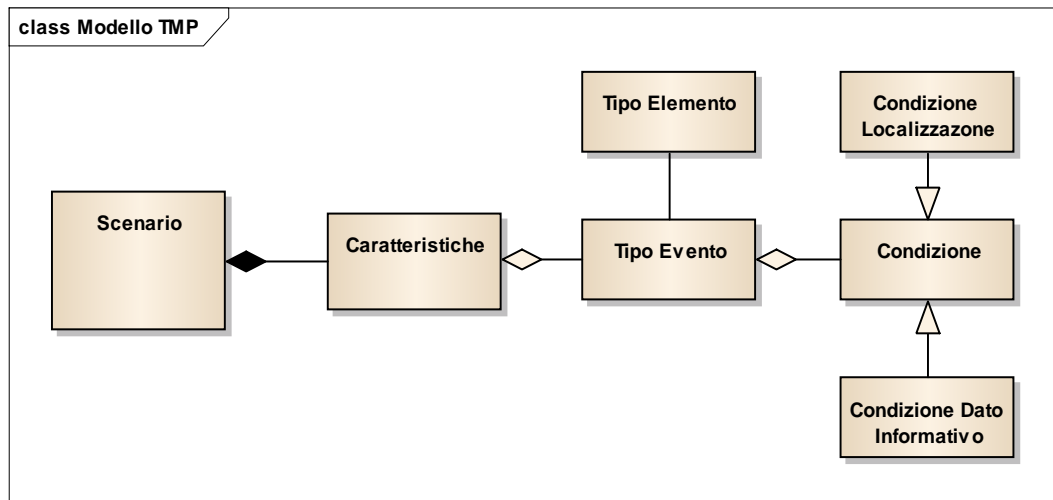 class Modello TMP
Tipo Elemento
Condizione
Localizzazone
Scenario
Caratteristiche
Tipo Evento
Condizione
Condizione Dato
Informativo